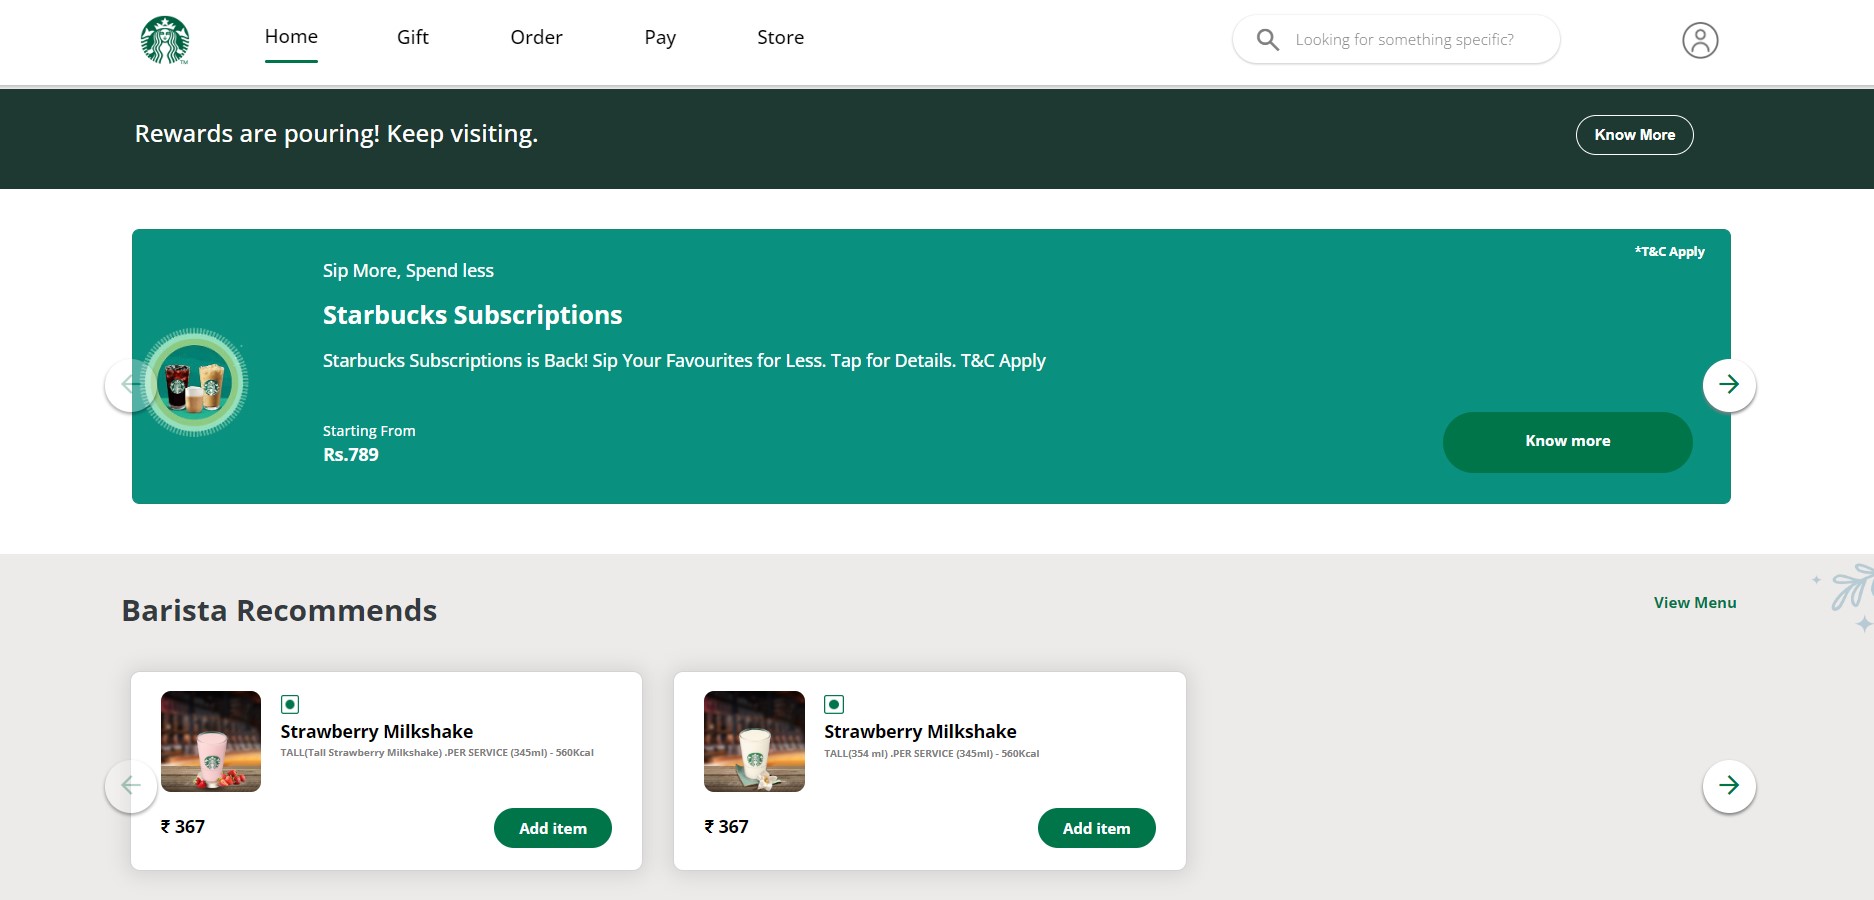 Home Gift Order Pay Store Looking for something specific?
TM
Rewards are pouring! Keep visiting. Know More
*T&C Apply
Sip More, Spend less
Starbucks Subscriptions
Starbucks Subscriptions is Back! Sip Your Favourites for Less. Tap for Details. T&C Apply
Starting From
Rs.789
Know more
Barista Recommends
View Menu
Strawberry Milkshake
TALL(Tall Strawberry Milkshake) .PER SERVICE (345ml) - 560Kcal
₹ 367
Add item
Strawberry Milkshake
TALL(354 ml) .PER SERVICE (345ml) - 560Kcal
₹ 367
Add item